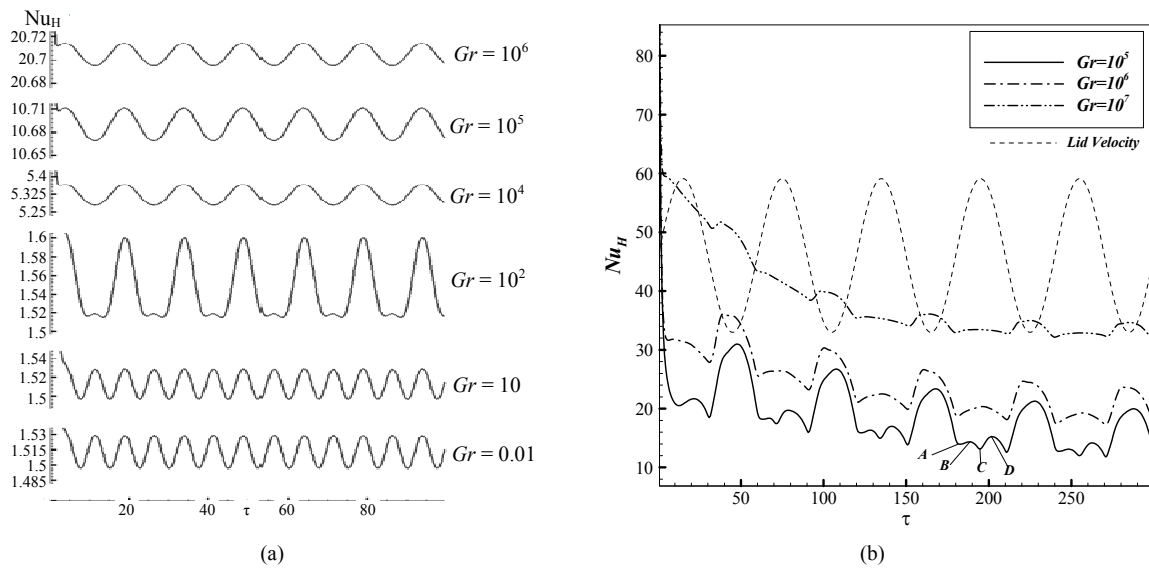 Nu_H
20.72
20.7
20.68
Gr = 10^6
10.71
10.68
10.65
Gr = 10^5
5.4
5.325
5.25
Gr = 10^4
1.6
1.58
1.56
1.54
1.52
1.5
Gr = 10^2
1.54
1.52
1.5
Gr = 10
1.53
1.515
1.5
1.485
Gr = 0.01
20 40 τ 60 80
(a)
Nu_H
80
70
60
50
40
30
20
10
Gr=10^5
Gr=10^6
Gr=10^7
Lid Velocity
A B C D
50 100 150 200 250
τ
(b)